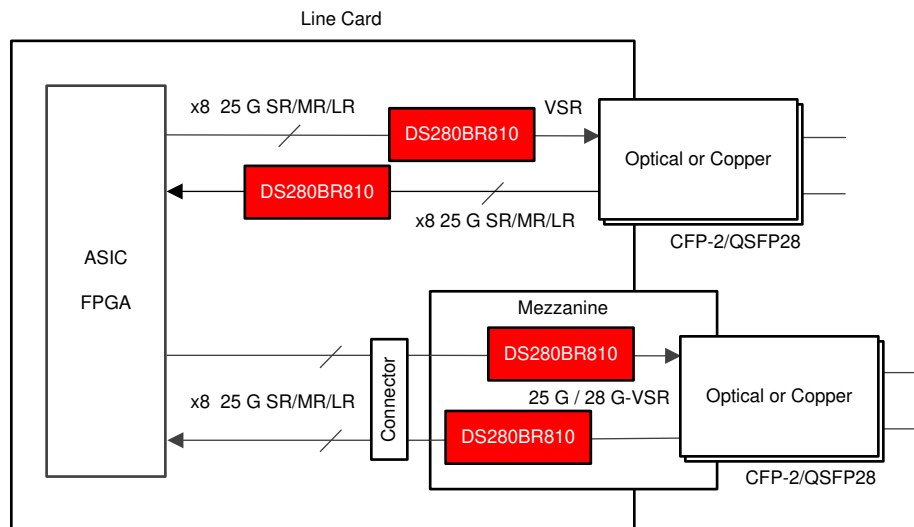 Line Card
x8 25 G SR/MR/LR
DS280BR810
VSR
Optical or Copper
DS280BR810
x8 25 G SR/MR/LR
CFP-2/QSFP28
ASIC
FPGA
Mezzanine
DS280BR810
Connector
x8 25 G SR/MR/LR
25 G / 28 G-VSR
Optical or Copper
DS280BR810
CFP-2/QSFP28